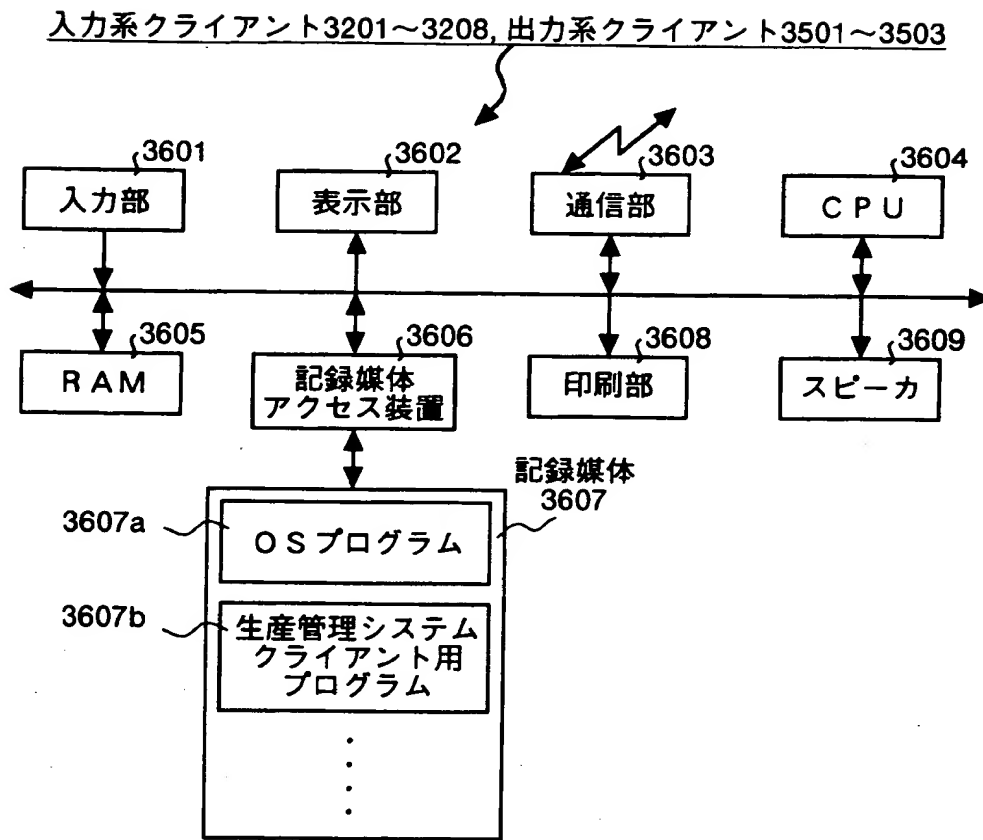 入力系クライアント3201～3208, 出力系クライアント3501～3503
3601
3602
3603
3604
入力部
表示部
通信部
ＣＰＵ
3605
3606
3608
3609
ＲＡＭ
記録媒体
アクセス装置
印刷部
スピーカ
記録媒体
3607
3607a
ＯＳプログラム
3607b
生産管理システム
クライアント用
プログラム